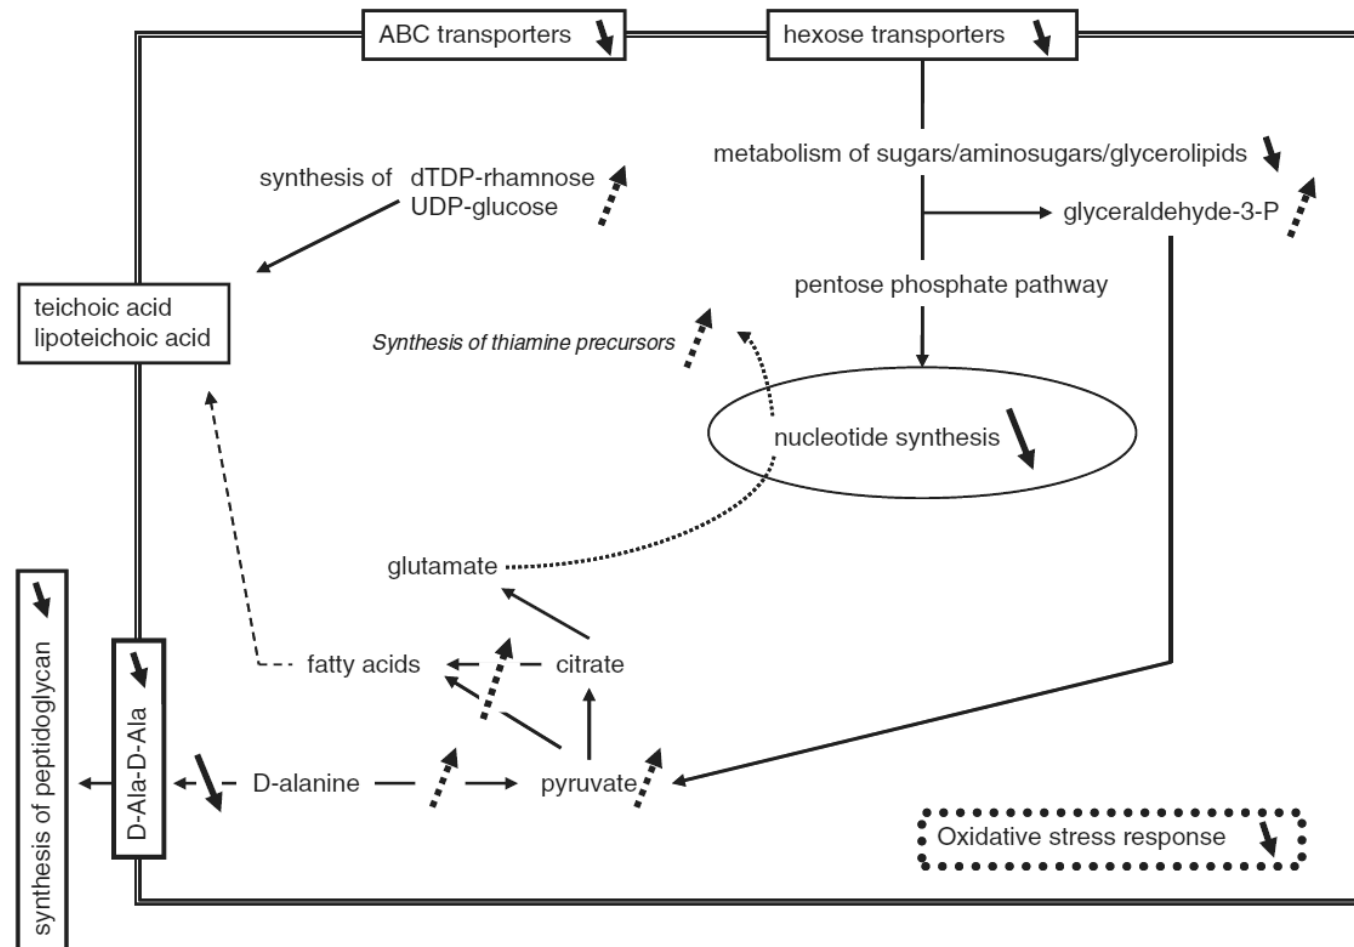 ABC transporters
hexose transporters
metabolism of sugars/aminosugars/glycerolipids
synthesis of dTDP-rhamnose
UDP-glucose
glyceraldehyde-3-P
pentose phosphate pathway
teichoic acid
lipoteichoic acid
Synthesis of thiamine precursors
nucleotide synthesis
glutamate
fatty acids
citrate
synthesis of peptidoglycan
D-Ala-D-Ala
D-alanine
pyruvate
Oxidative stress response